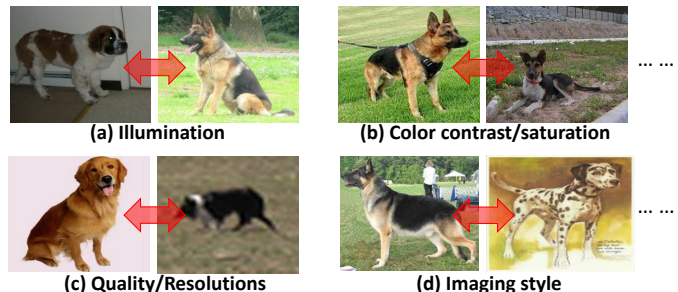 (a) Illumination
(b) Color contrast/saturation
... ...
(c) Quality/Resolutions
(d) Imaging style
... ...